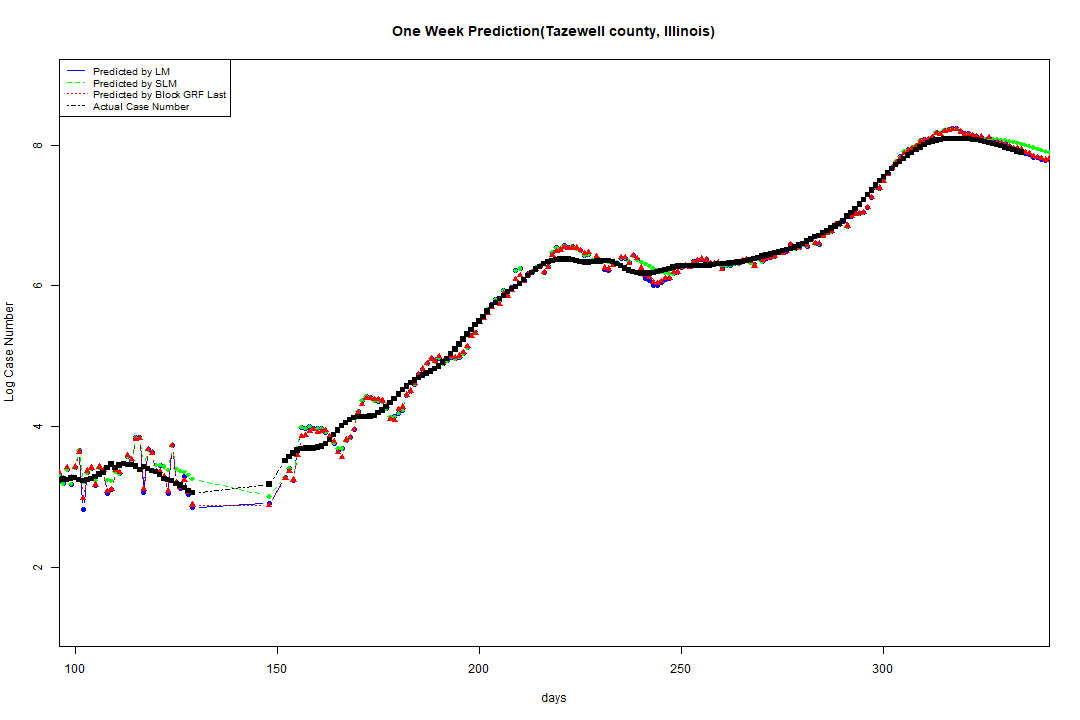 One Week Prediction(Tazewell county, Illinois)
Predicted by LM
Predicted by SLM
Predicted by Block GRF Last
Actual Case Number
8
6
4
2
Log Case Number
100 150 200 250 300
days